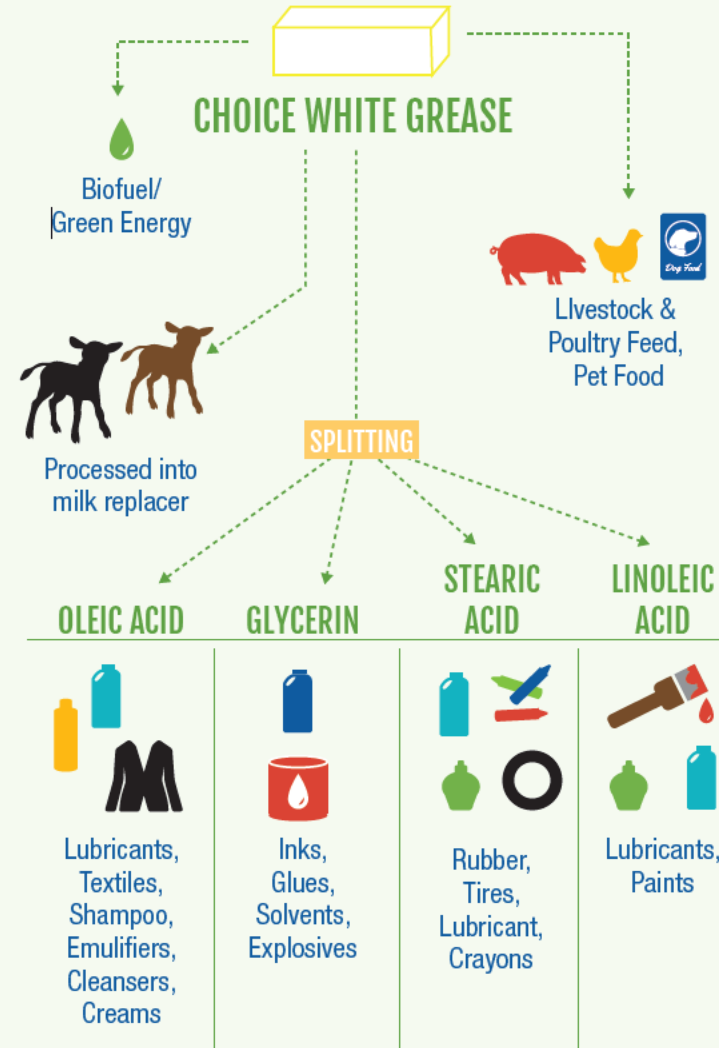 CHOICE WHITE GREASE
Biofuel/
Green Energy
Dog Food
LIvestock &
Poultry Feed,
Pet Food
SPLITTING
Processed into
milk replacer
OLEIC ACID
GLYCERIN
STEARIC
ACID
LINOLEIC
ACID
Lubricants,
Textiles,
Shampoo,
Emulifiers,
Cleansers,
Creams
Inks,
Glues,
Solvents,
Explosives
Rubber,
Tires,
Lubricant,
Crayons
Lubricants,
Paints